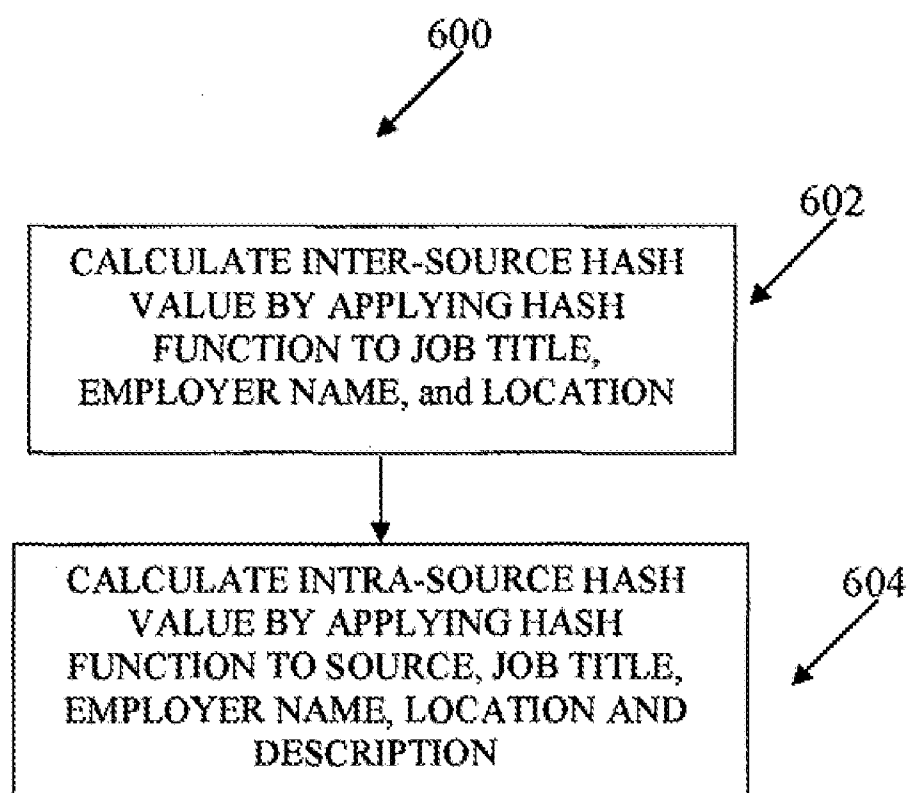 600
602
CALCULATE INTER-SOURCE HASH
VALUE BY APPLYING HASH
FUNCTION TO JOB TITLE,
EMPLOYER NAME, and LOCATION
604
CALCULATE INTRA-SOURCE HASH
VALUE BY APPLYING HASH
FUNCTION TO SOURCE, JOB TITLE,
EMPLOYER NAME, LOCATION AND
DESCRIPTION